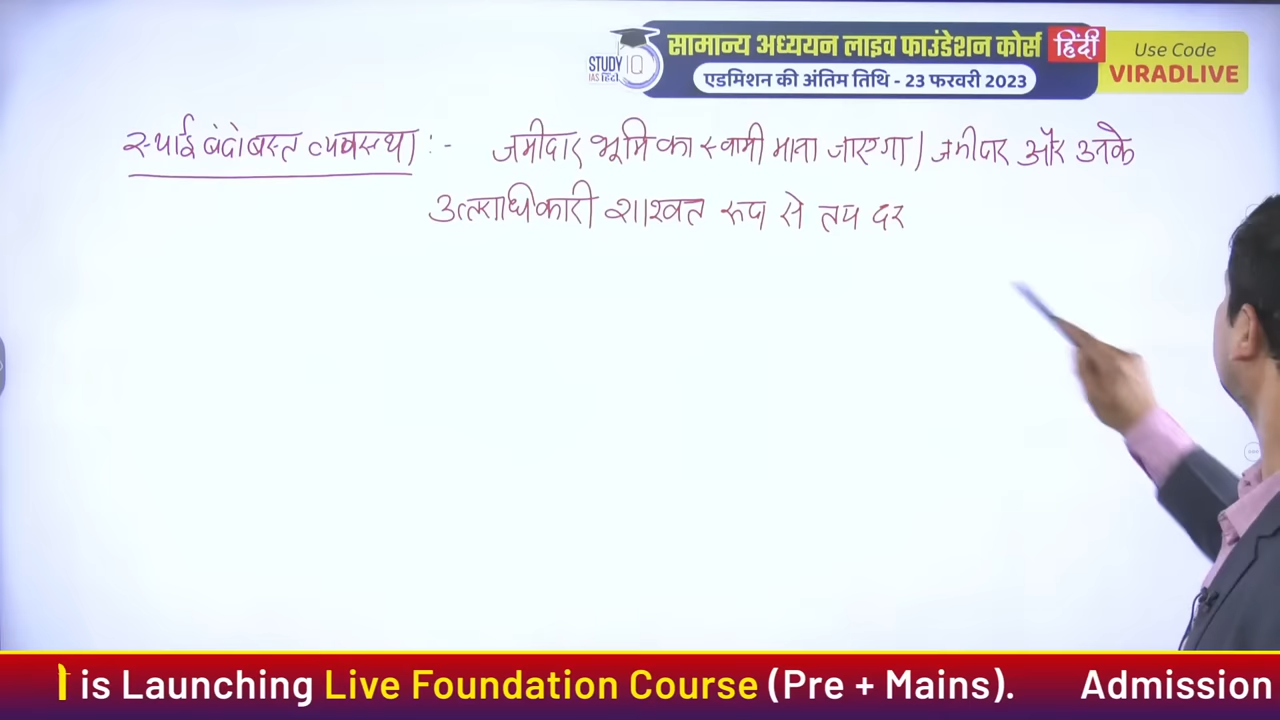 STUDY IQ
IAS हिंदी
सामान्य अध्ययन लाइव फाउंडेशन कोर्स हिंदी
एडमिशन की अंतिम तिथि - 23 फरवरी 2023
Use Code
VIRADLIVE
स्थाई बंदोबस्त व्यवस्था :- जमीदार भूमि का स्वामी माना जाएगा। जमीदार और उनके
उत्तराधिकारी शाश्वत रूप से तय दर
is Launching Live Foundation Course (Pre + Mains). Admission